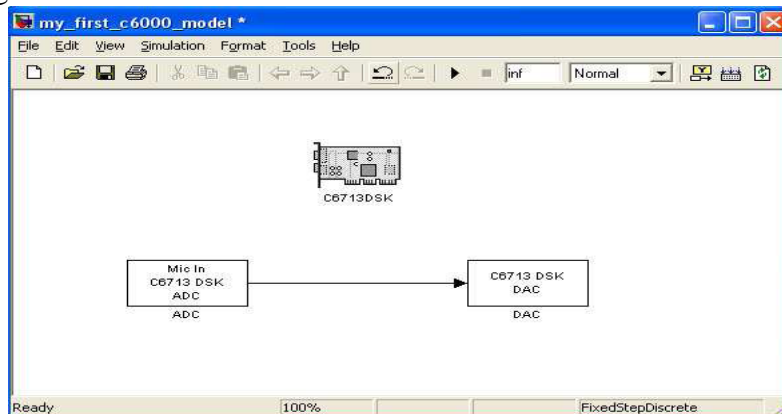 my_first_c6000_model *
File Edit View Simulation Format Tools Help
inf Normal
C6713DSK
Mic In
C6713 DSK
ADC
ADC
C6713 DSK
DAC
DAC
Ready 100% FixedStepDiscrete